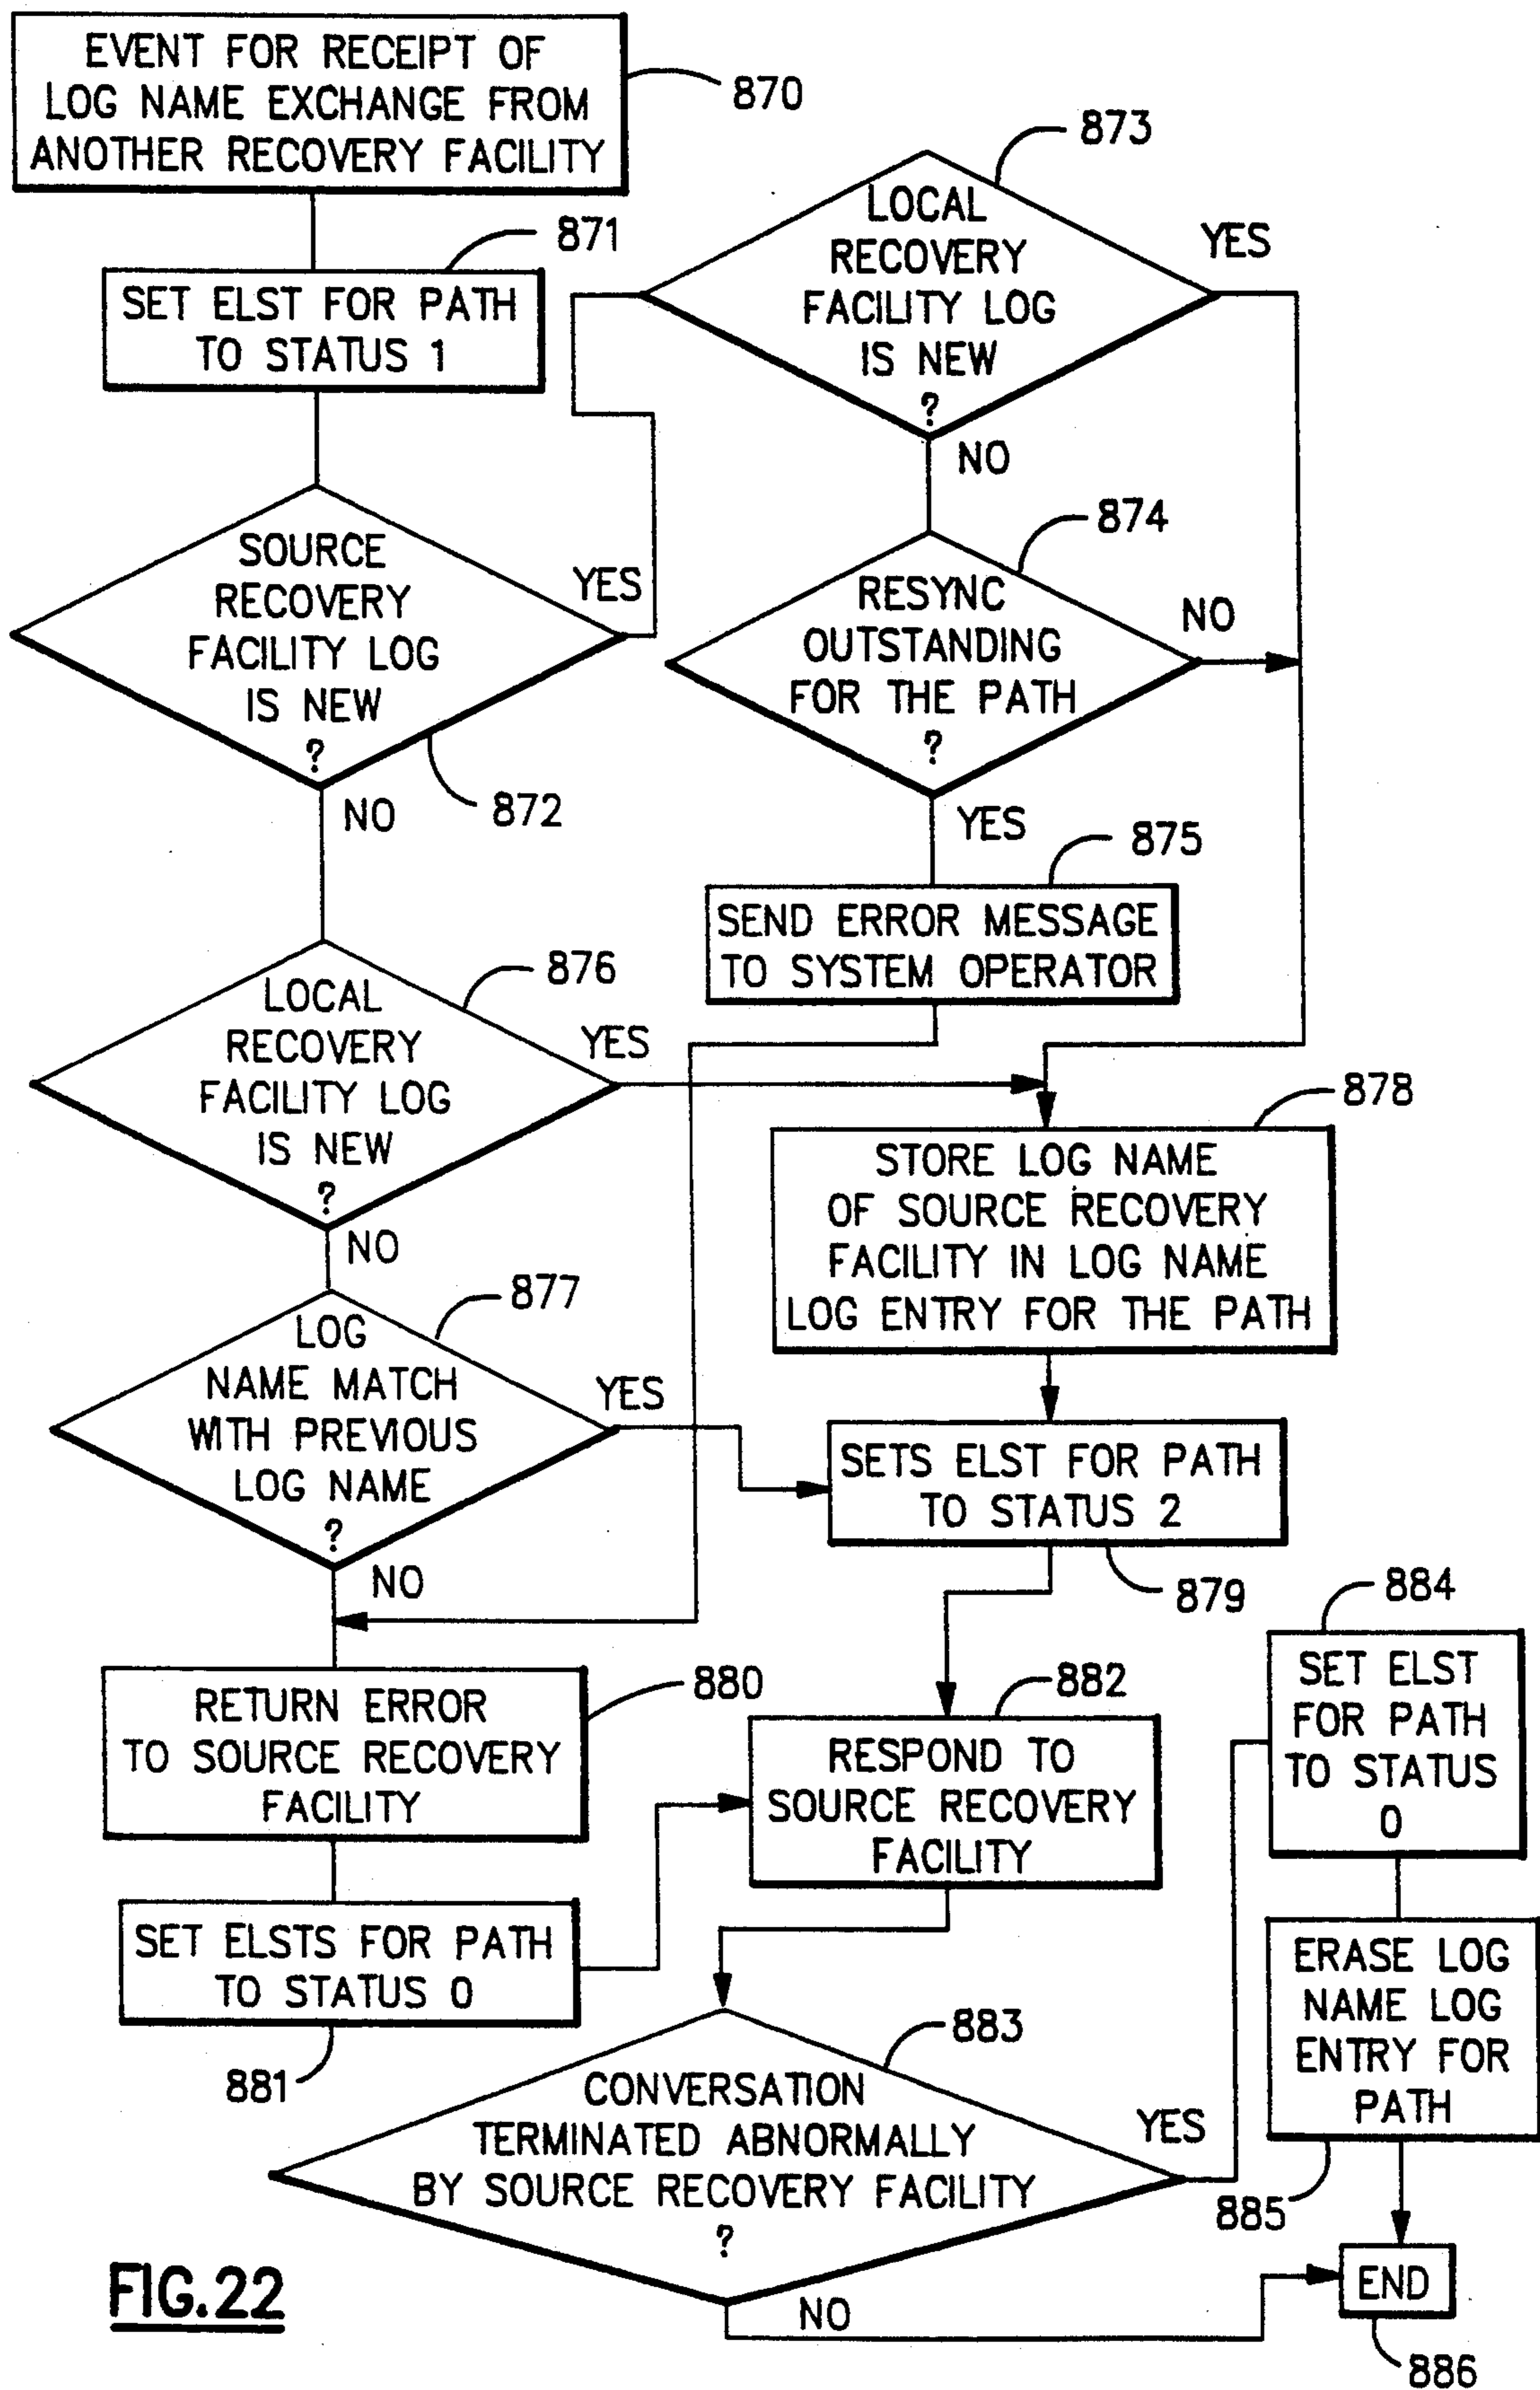 EVENT FOR RECEIPT OF
LOG NAME EXCHANGE FROM
ANOTHER RECOVERY FACILITY
870
871
SET ELST FOR PATH
TO STATUS 1
SOURCE
RECOVERY
FACILITY LOG
IS NEW
?
YES
NO
872
873
LOCAL
RECOVERY
FACILITY LOG
IS NEW
?
YES
NO
874
RESYNC
OUTSTANDING
FOR THE PATH
?
NO
YES
875
SEND ERROR MESSAGE
TO SYSTEM OPERATOR
876
LOCAL
RECOVERY
FACILITY LOG
IS NEW
?
YES
NO
877
LOG
NAME MATCH
WITH PREVIOUS
LOG NAME
?
YES
NO
878
STORE LOG NAME
OF SOURCE RECOVERY
FACILITY IN LOG NAME
LOG ENTRY FOR THE PATH
SETS ELST FOR PATH
TO STATUS 2
879
880
RETURN ERROR
TO SOURCE RECOVERY
FACILITY
SET ELSTS FOR PATH
TO STATUS 0
881
882
RESPOND TO
SOURCE RECOVERY
FACILITY
883
CONVERSATION
TERMINATED ABNORMALLY
BY SOURCE RECOVERY FACILITY
?
YES
NO
884
SET ELST
FOR PATH
TO STATUS
0
ERASE LOG
NAME LOG
ENTRY FOR
PATH
885
END
886
FIG.22